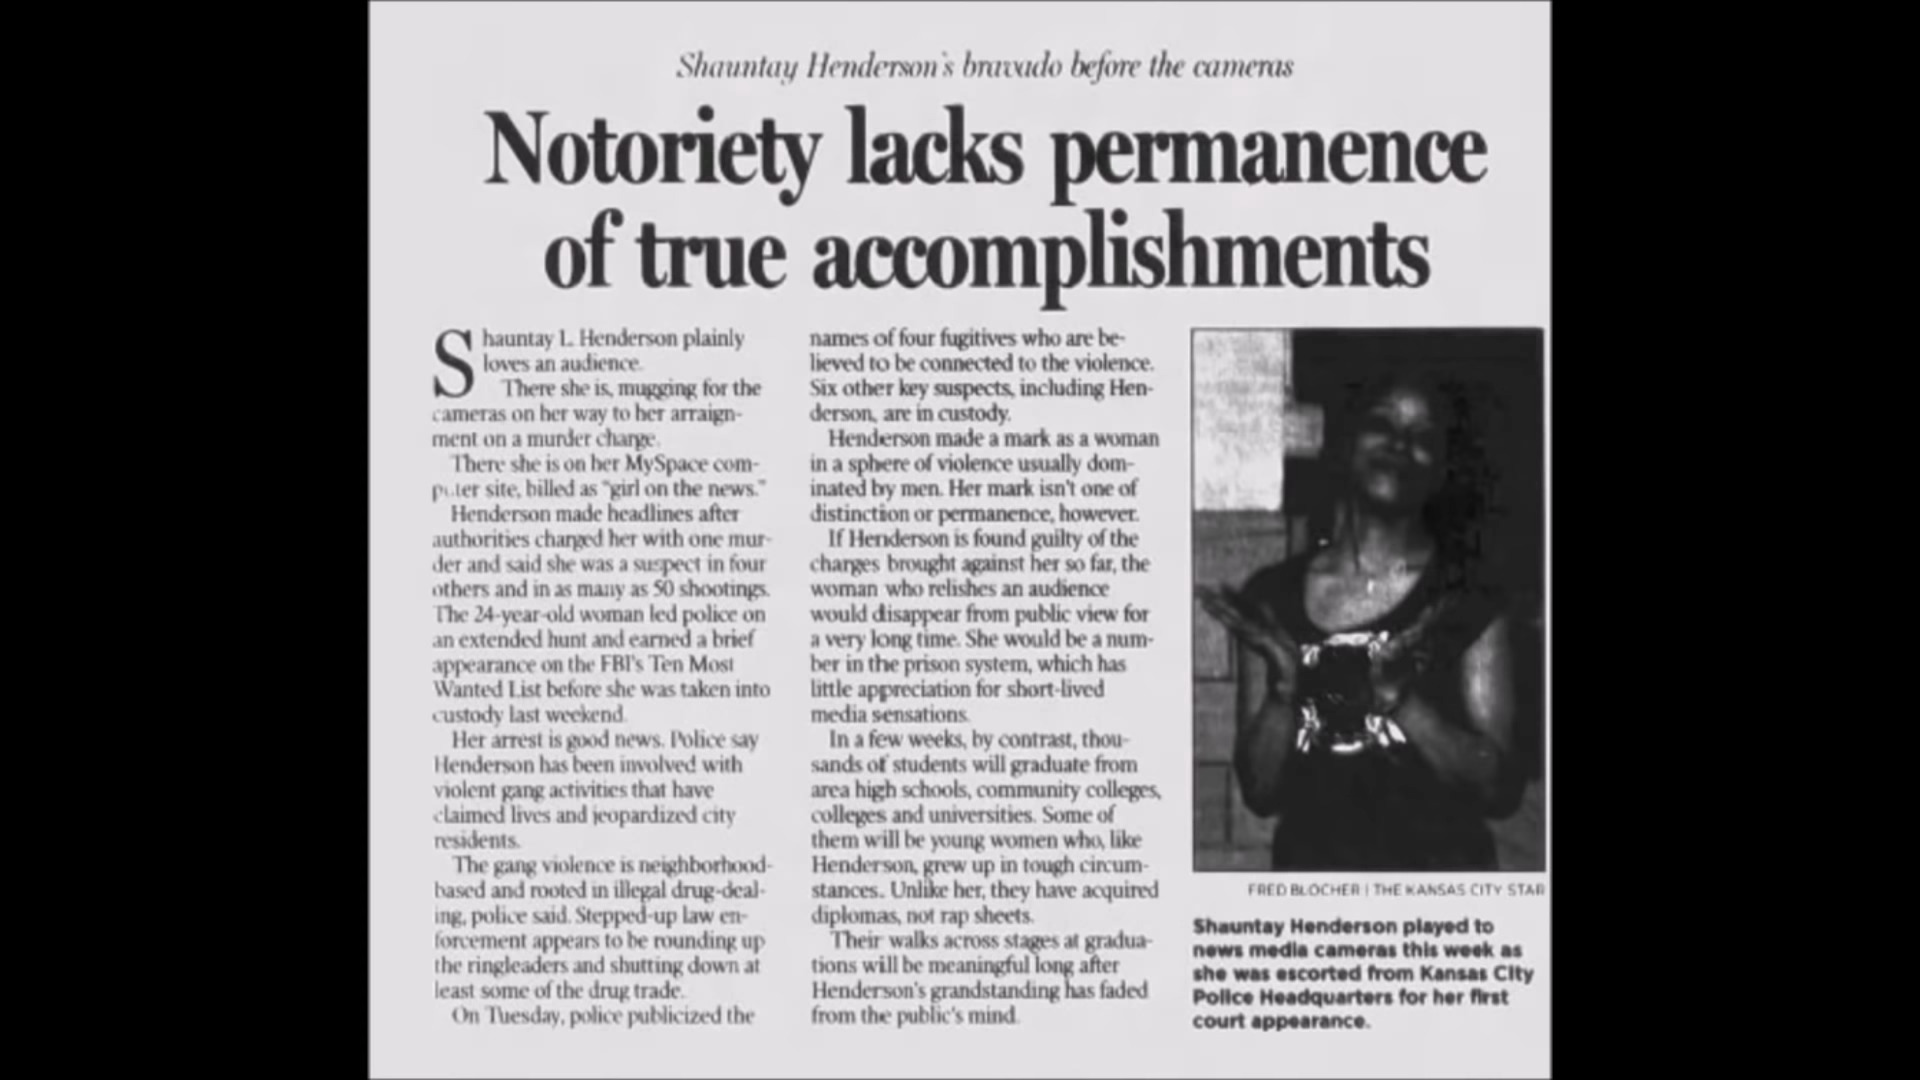 Shauntay Henderson's bravado before the cameras
Notoriety lacks permanence
of true accomplishments
Shauntay L. Henderson plainly
loves an audience.
There she is, mugging for the
cameras on her way to her arraign-
ment on a murder charge.
There she is on her MySpace com-
puter site, billed as "girl on the news."
Henderson made headlines after
authorities charged her with one mur-
der and said she was a suspect in four
others and in as many as 50 shootings.
The 24-year-old woman led police on
an extended hunt and earned a brief
appearance on the FBI's Ten Most
Wanted List before she was taken into
custody last weekend.
Her arrest is good news. Police say
Henderson has been involved with
violent gang activities that have
claimed lives and jeopardized city
residents.
The gang violence is neighborhood-
based and rooted in illegal drug-deal-
ing, police said. Stepped-up law en-
forcement appears to be rounding up
the ringleaders and shutting down at
least some of the drug trade.
On Tuesday, police publicized the
names of four fugitives who are be-
lieved to be connected to the violence.
Six other key suspects, including Hen-
derson, are in custody.
Henderson made a mark as a woman
in a sphere of violence usually dom-
inated by men. Her mark isn't one of
distinction or permanence, however.
If Henderson is found guilty of the
charges brought against her so far, the
woman who relishes an audience
would disappear from public view for
a very long time. She would be a num-
ber in the prison system, which has
little appreciation for short-lived
media sensations.
In a few weeks, by contrast, thou-
sands of students will graduate from
area high schools, community colleges,
colleges and universities. Some of
them will be young women who, like
Henderson, grew up in tough circum-
stances. Unlike her, they have acquired
diplomas, not rap sheets.
Their walks across stages at gradua-
tions will be meaningful long after
Henderson's grandstanding has faded
from the public's mind.
FRED BLOCHER | THE KANSAS CITY STAR
Shauntay Henderson played to
news media cameras this week as
she was escorted from Kansas City
Police Headquarters for her first
court appearance.